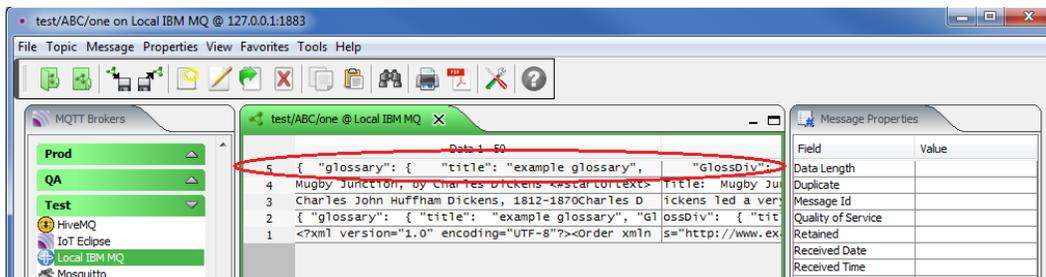 test/ABC/one on Local IBM MQ @ 127.0.0.1:1883
File Topic Message Properties View Favorites Tools Help
PDF
MQTT Brokers
test/ABC/one @ Local IBM MQ X
Message Properties
Prod
QA
Test
HiveMQ
IoT Eclipse
Local IBM MQ
Mosquitto
Data 1 - 50
5 { "glossary": { "title": "example glossary", "GlossDiv":
4 Mugby Junction, by Charles Dickens <#startoftext> Title: Mugby Jun
3 Charles John Huffham Dickens, 1812-1870Charles D ickens led a very
2 { "glossary": { "title": "example glossary", "Gl ossDiv": { "tit
1 <?xml version="1.0" encoding="UTF-8"?><Order xmln s="http://www.exa
Field Value
Data Length
Duplicate
Message Id
Quality of Service
Retained
Received Date
Received Time